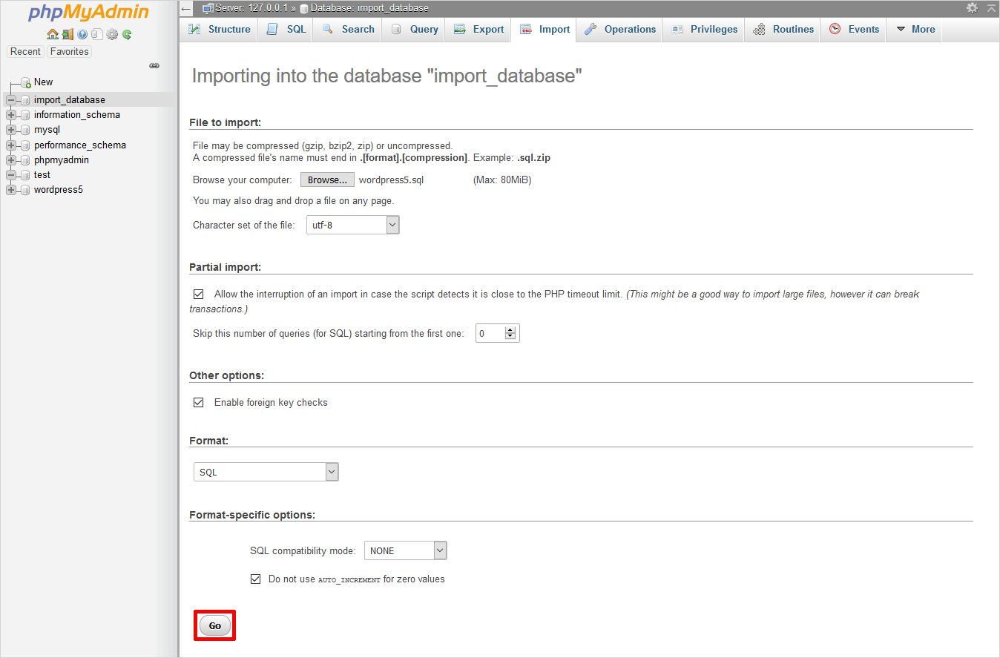 phpMyAdmin
Recent Favorites
New
import_database
information_schema
mysql
performance_schema
phpmyadmin
test
wordpress5
Server: 127.0.0.1 » Database: import_database
Structure SQL Search Query Export Import Operations Privileges Routines Events More
Importing into the database "import_database"
File to import:
File may be compressed (gzip, bzip2, zip) or uncompressed.
A compressed file's name must end in .[format].[compression]. Example: .sql.zip
Browse your computer: Browse... wordpress5.sql (Max: 80MiB)
You may also drag and drop a file on any page.
Character set of the file: utf-8
Partial import:
Allow the interruption of an import in case the script detects it is close to the PHP timeout limit. (This might be a good way to import large files, however it can break
transactions.)
Skip this number of queries (for SQL) starting from the first one: 0
Other options:
Enable foreign key checks
Format:
SQL
Format-specific options:
SQL compatibility mode: NONE
Do not use AUTO_INCREMENT for zero values
Go